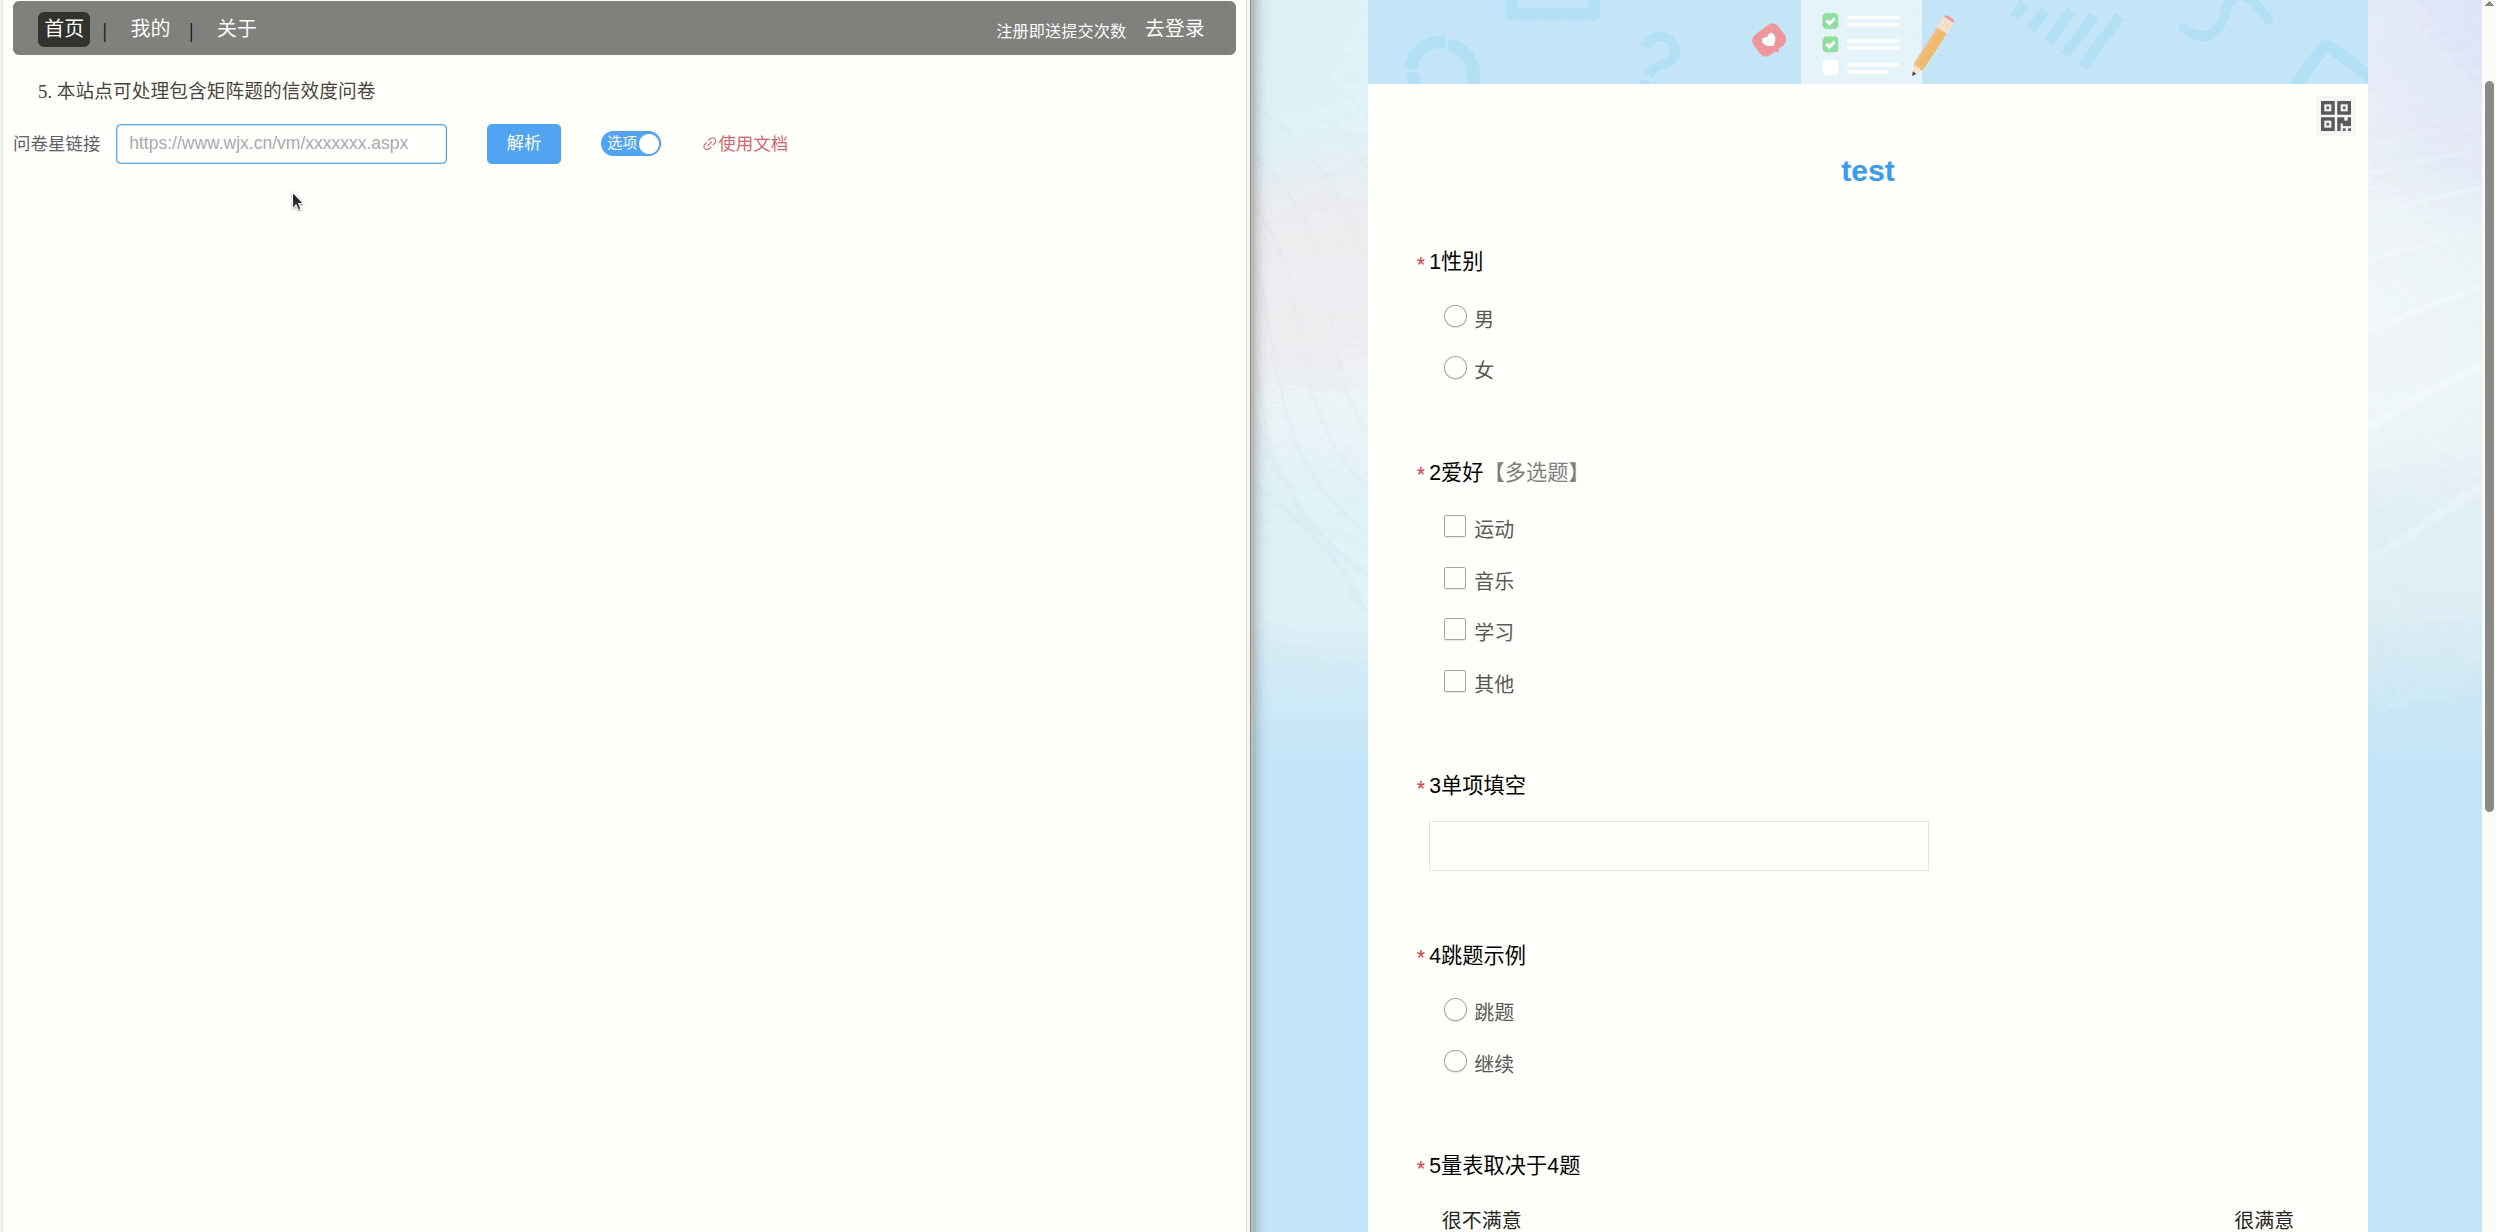 首页 | 我的 | 关于 注册即送提交次数 去登录
5. 本站点可处理包含矩阵题的信效度问卷
问卷星链接 https://www.wjx.cn/vm/xxxxxxx.aspx 解析 选项 使用文档
test
* 1性别
男
女
* 2爱好【多选题】
运动
音乐
学习
其他
* 3单项填空
* 4跳题示例
跳题
继续
* 5量表取决于4题
很不满意 很满意